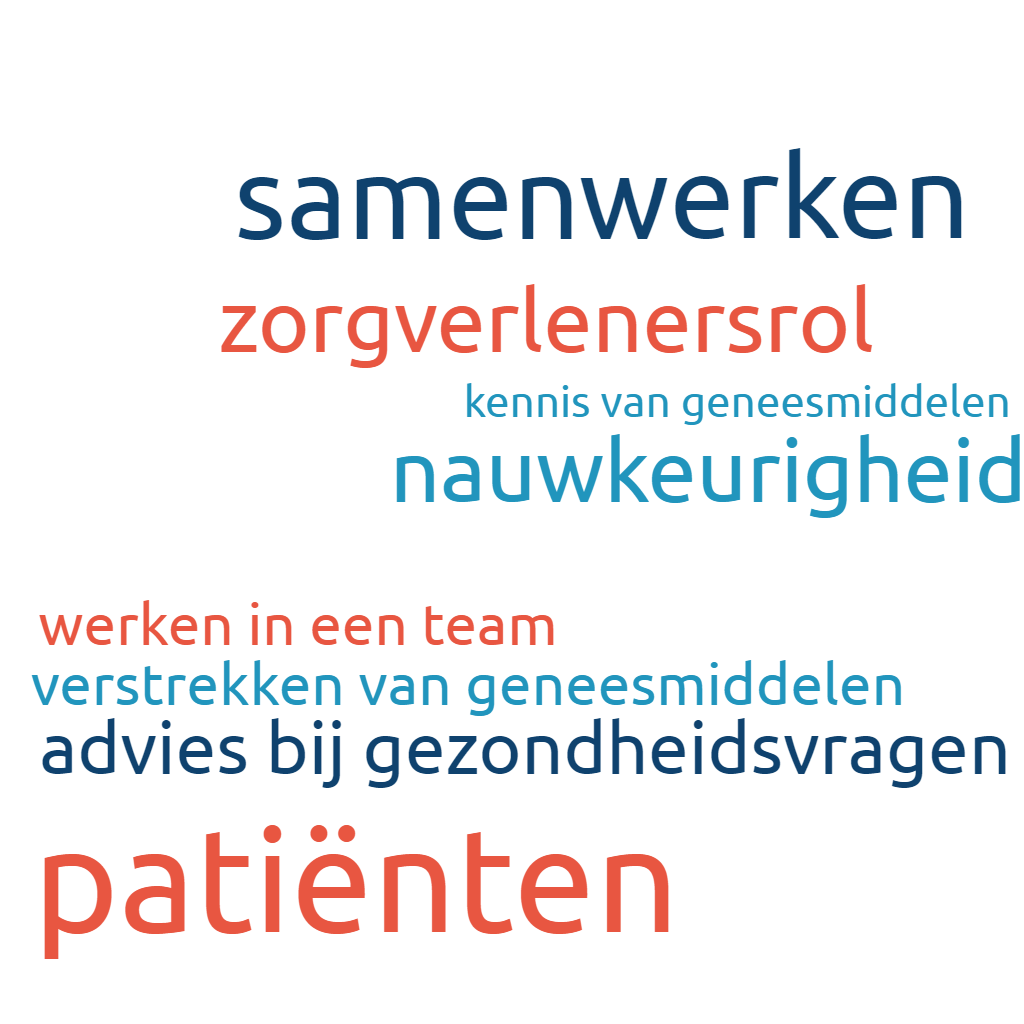 samenwerken
zorgverlenersrol
kennis van geneesmiddelen
nauwkeurigheid
werken in een team
verstrekken van geneesmiddelen
advies bij gezondheidsvragen
patiënten